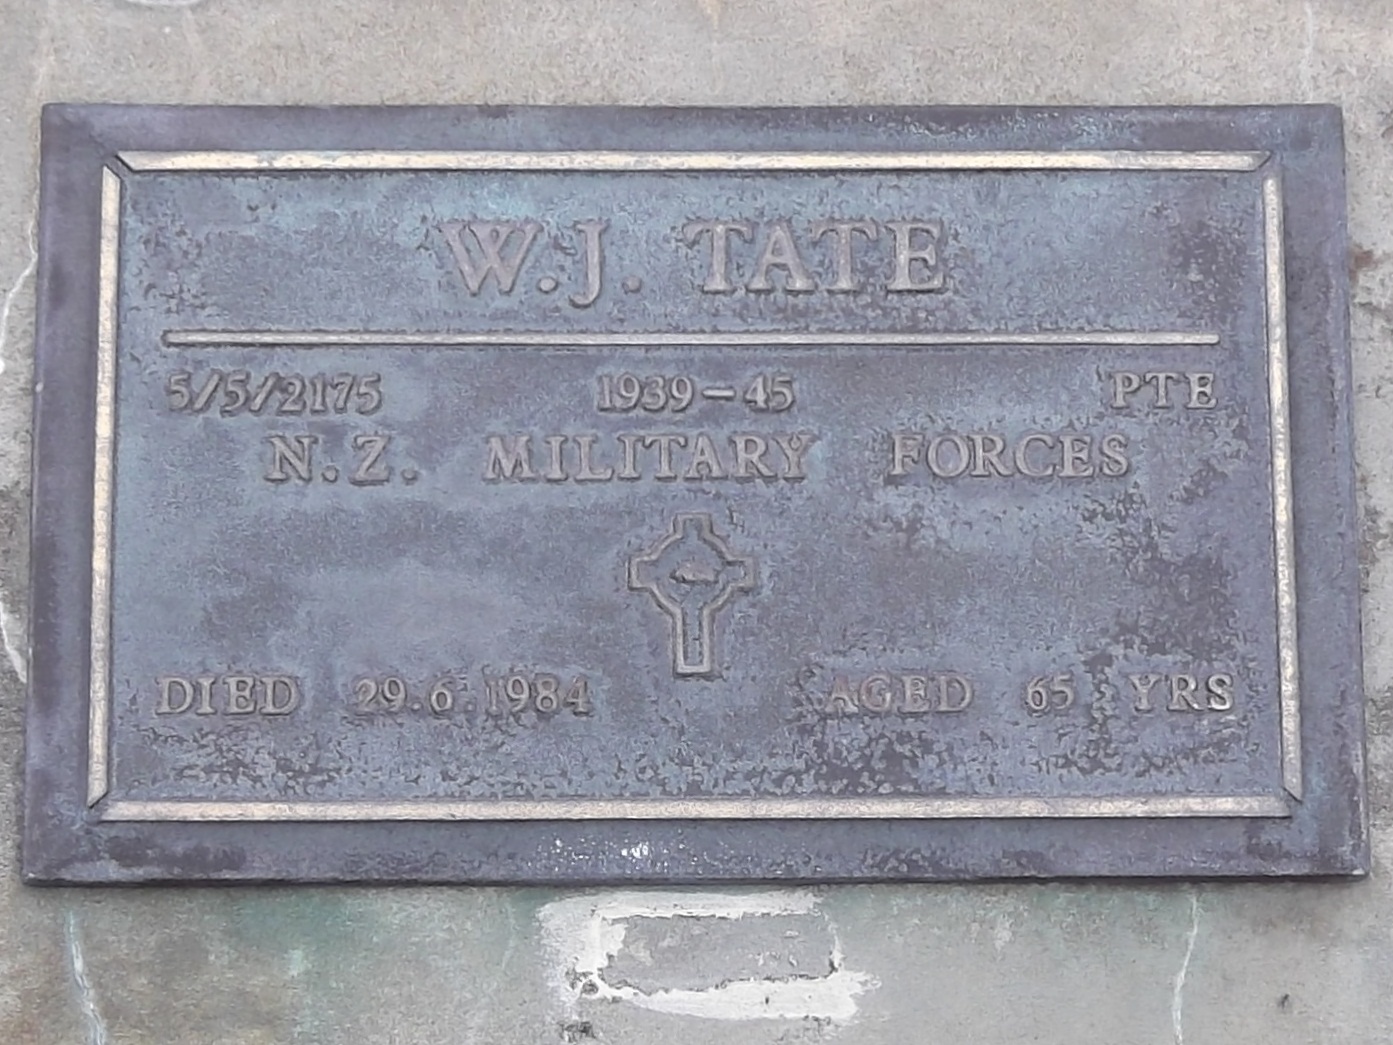 W.J. TATE
5/5/2175 1939-45 PTE
N.Z. MILITARY FORCES
DIED 29.6.1984 AGED 65 YRS